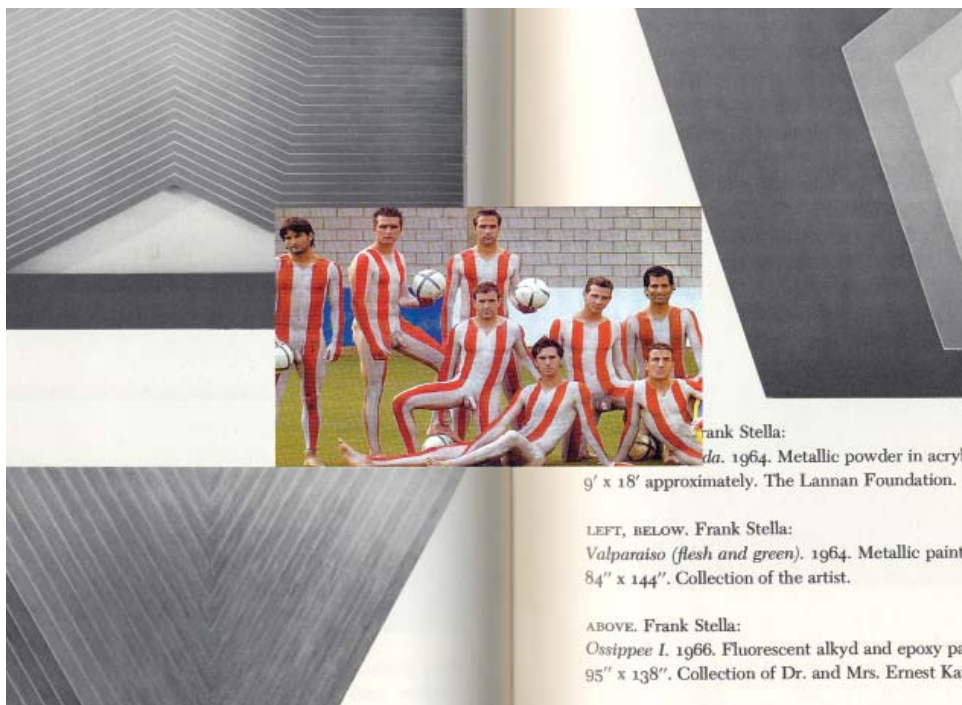 rank Stella:
da. 1964. Metallic powder in acry
9′ x 18′ approximately. The Lannan Foundation.
LEFT, BELOW. Frank Stella:
Valparaiso (flesh and green). 1964. Metallic paint
84″ x 144″. Collection of the artist.
ABOVE. Frank Stella:
Ossippee I. 1966. Fluorescent alkyd and epoxy pa
95″ x 138″. Collection of Dr. and Mrs. Ernest Ka